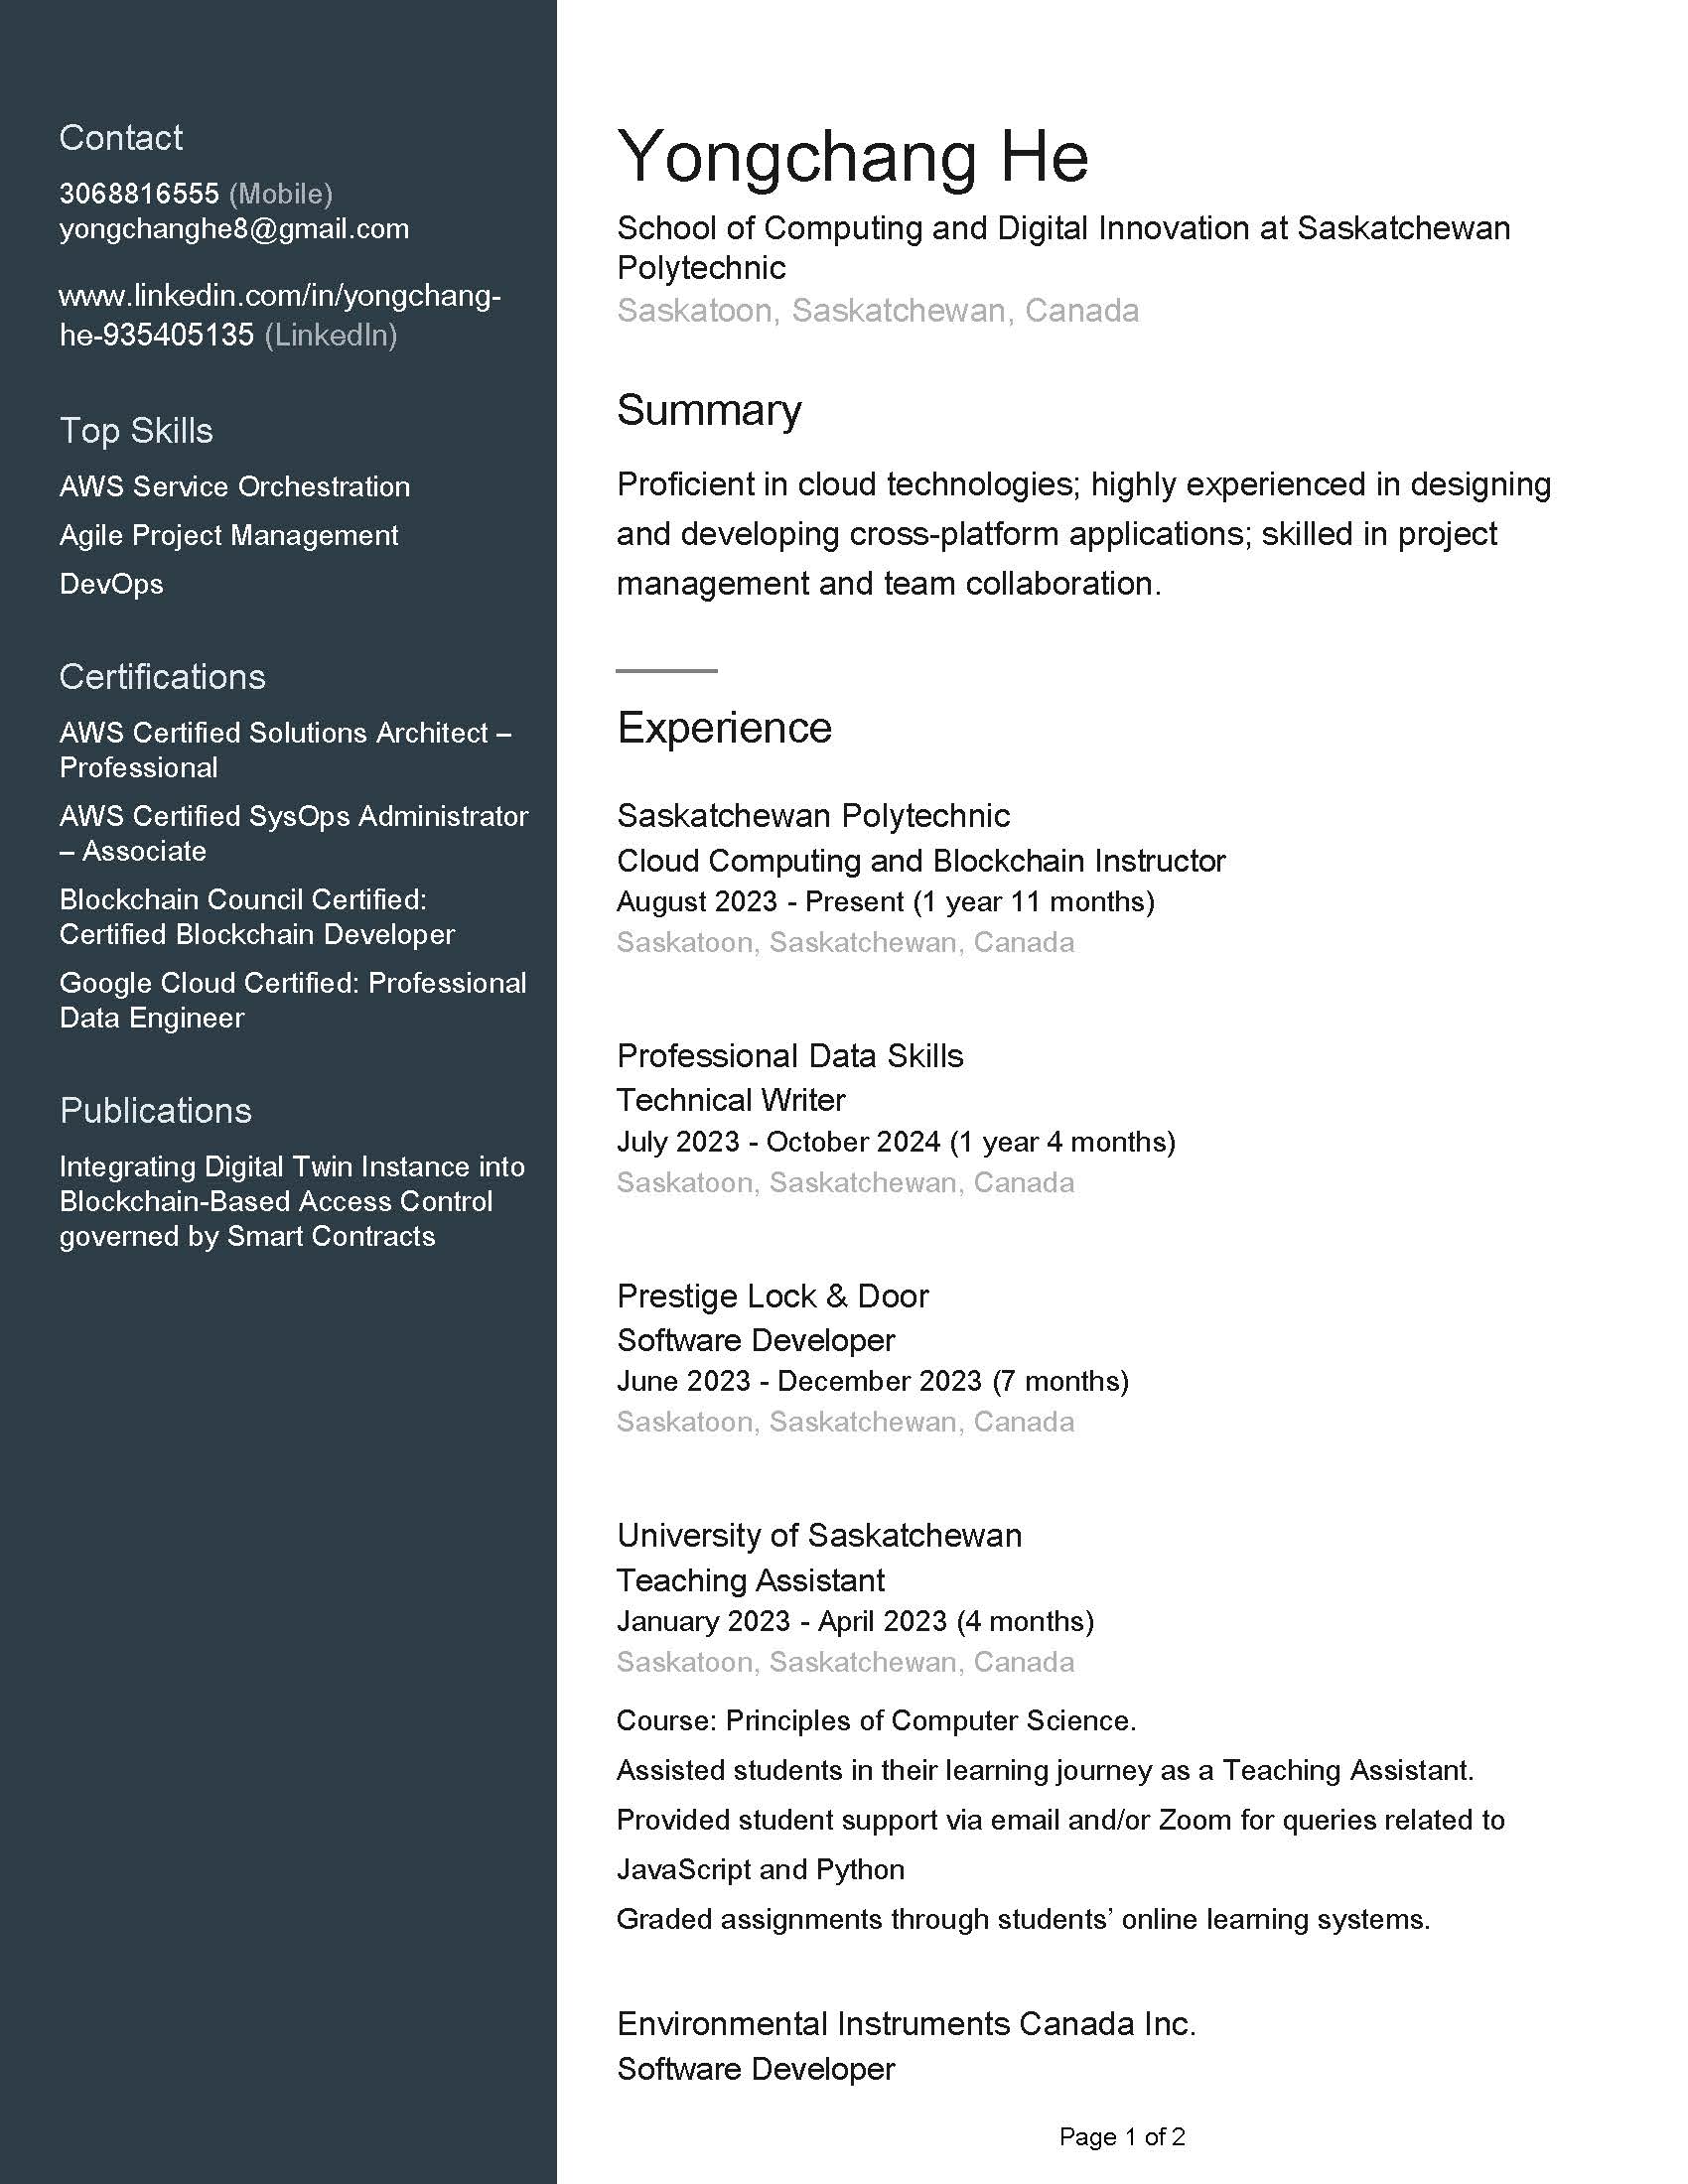 Contact
3068816555 (Mobile)
yongchanghe8@gmail.com
www.linkedin.com/in/yongchang-
he-935405135 (LinkedIn)
Top Skills
AWS Service Orchestration
Agile Project Management
DevOps
Certifications
AWS Certified Solutions Architect –
Professional
AWS Certified SysOps Administrator
– Associate
Blockchain Council Certified:
Certified Blockchain Developer
Google Cloud Certified: Professional
Data Engineer
Publications
Integrating Digital Twin Instance into
Blockchain-Based Access Control
governed by Smart Contracts
Yongchang He
School of Computing and Digital Innovation at Saskatchewan
Polytechnic
Saskatoon, Saskatchewan, Canada
Summary
Proficient in cloud technologies; highly experienced in designing
and developing cross-platform applications; skilled in project
management and team collaboration.
Experience
Saskatchewan Polytechnic
Cloud Computing and Blockchain Instructor
August 2023 - Present (1 year 11 months)
Saskatoon, Saskatchewan, Canada
Professional Data Skills
Technical Writer
July 2023 - October 2024 (1 year 4 months)
Saskatoon, Saskatchewan, Canada
Prestige Lock & Door
Software Developer
June 2023 - December 2023 (7 months)
Saskatoon, Saskatchewan, Canada
University of Saskatchewan
Teaching Assistant
January 2023 - April 2023 (4 months)
Saskatoon, Saskatchewan, Canada
Course: Principles of Computer Science.
Assisted students in their learning journey as a Teaching Assistant.
Provided student support via email and/or Zoom for queries related to
JavaScript and Python
Graded assignments through students’ online learning systems.
Environmental Instruments Canada Inc.
Software Developer
Page 1 of 2